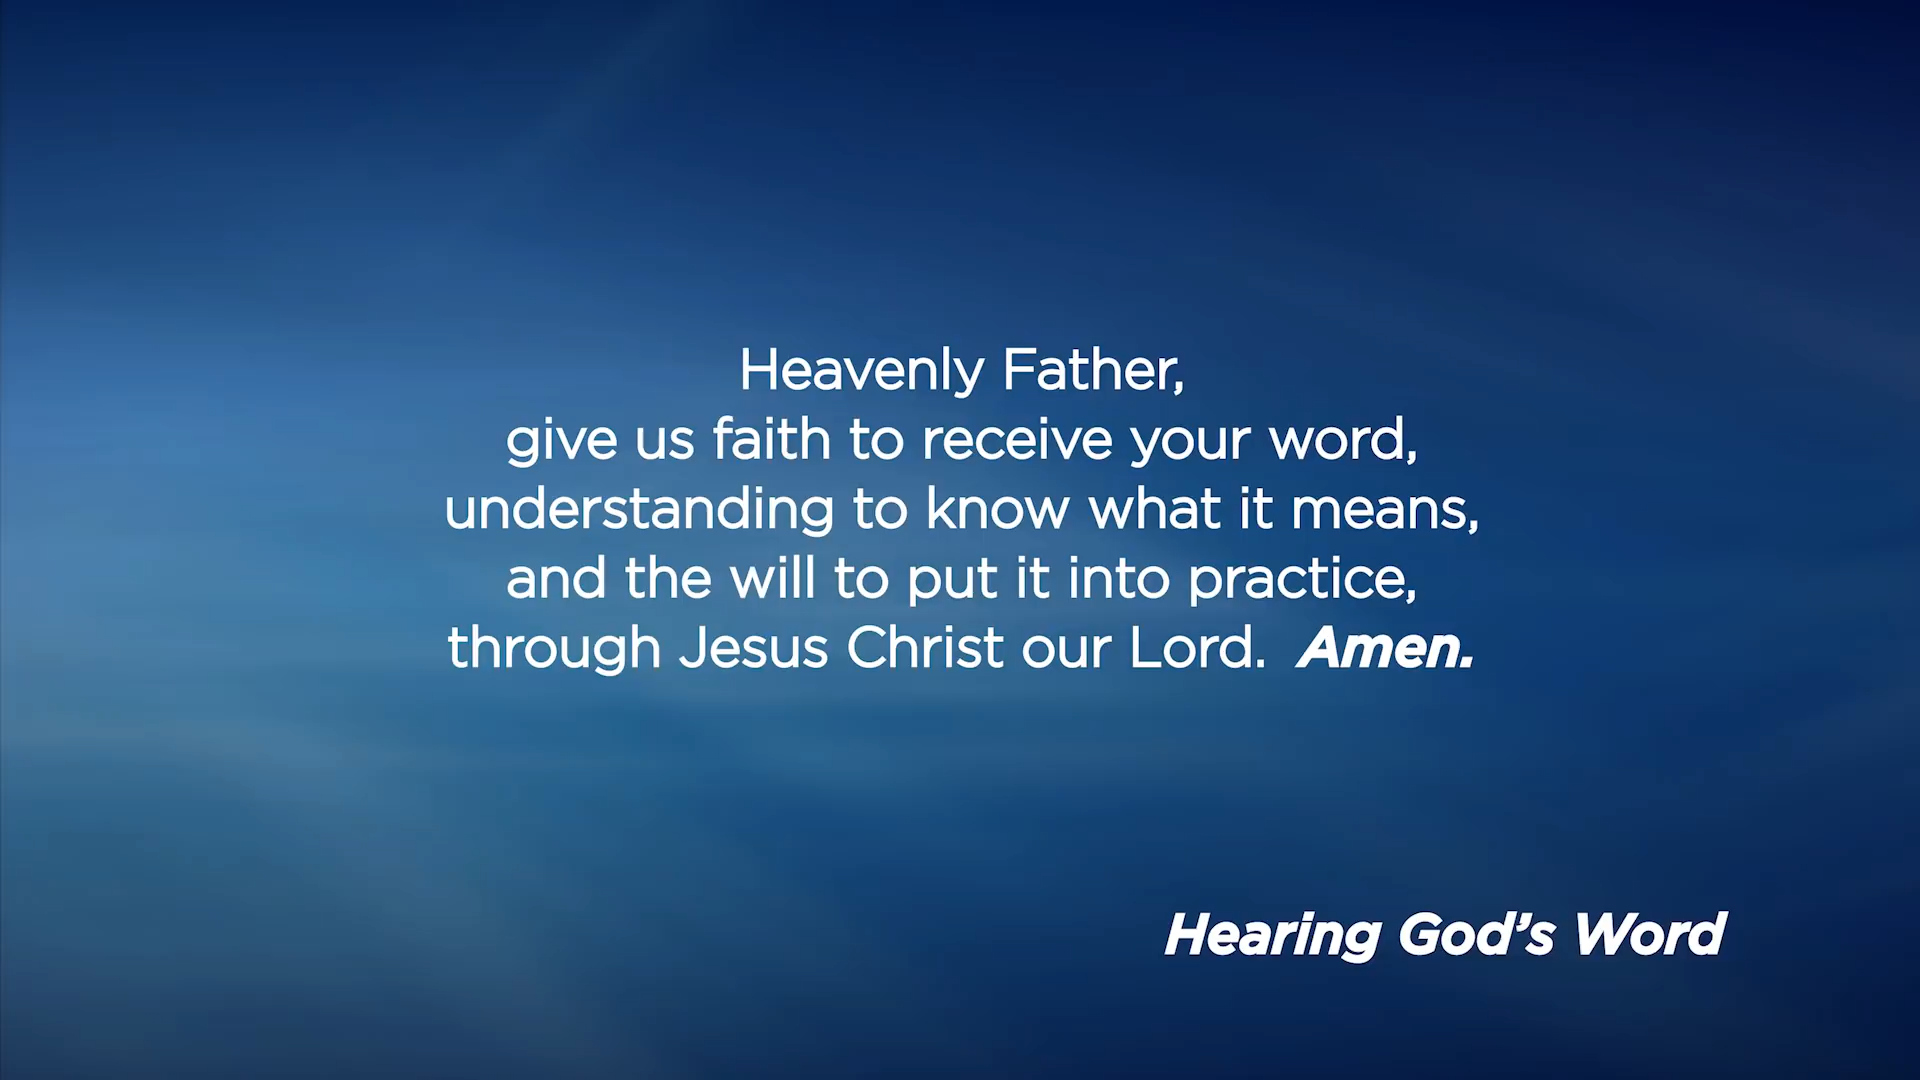 Heavenly Father,
give us faith to receive your word,
understanding to know what it means,
and the will to put it into practice,
through Jesus Christ our Lord.  Amen.
Hearing God’s Word